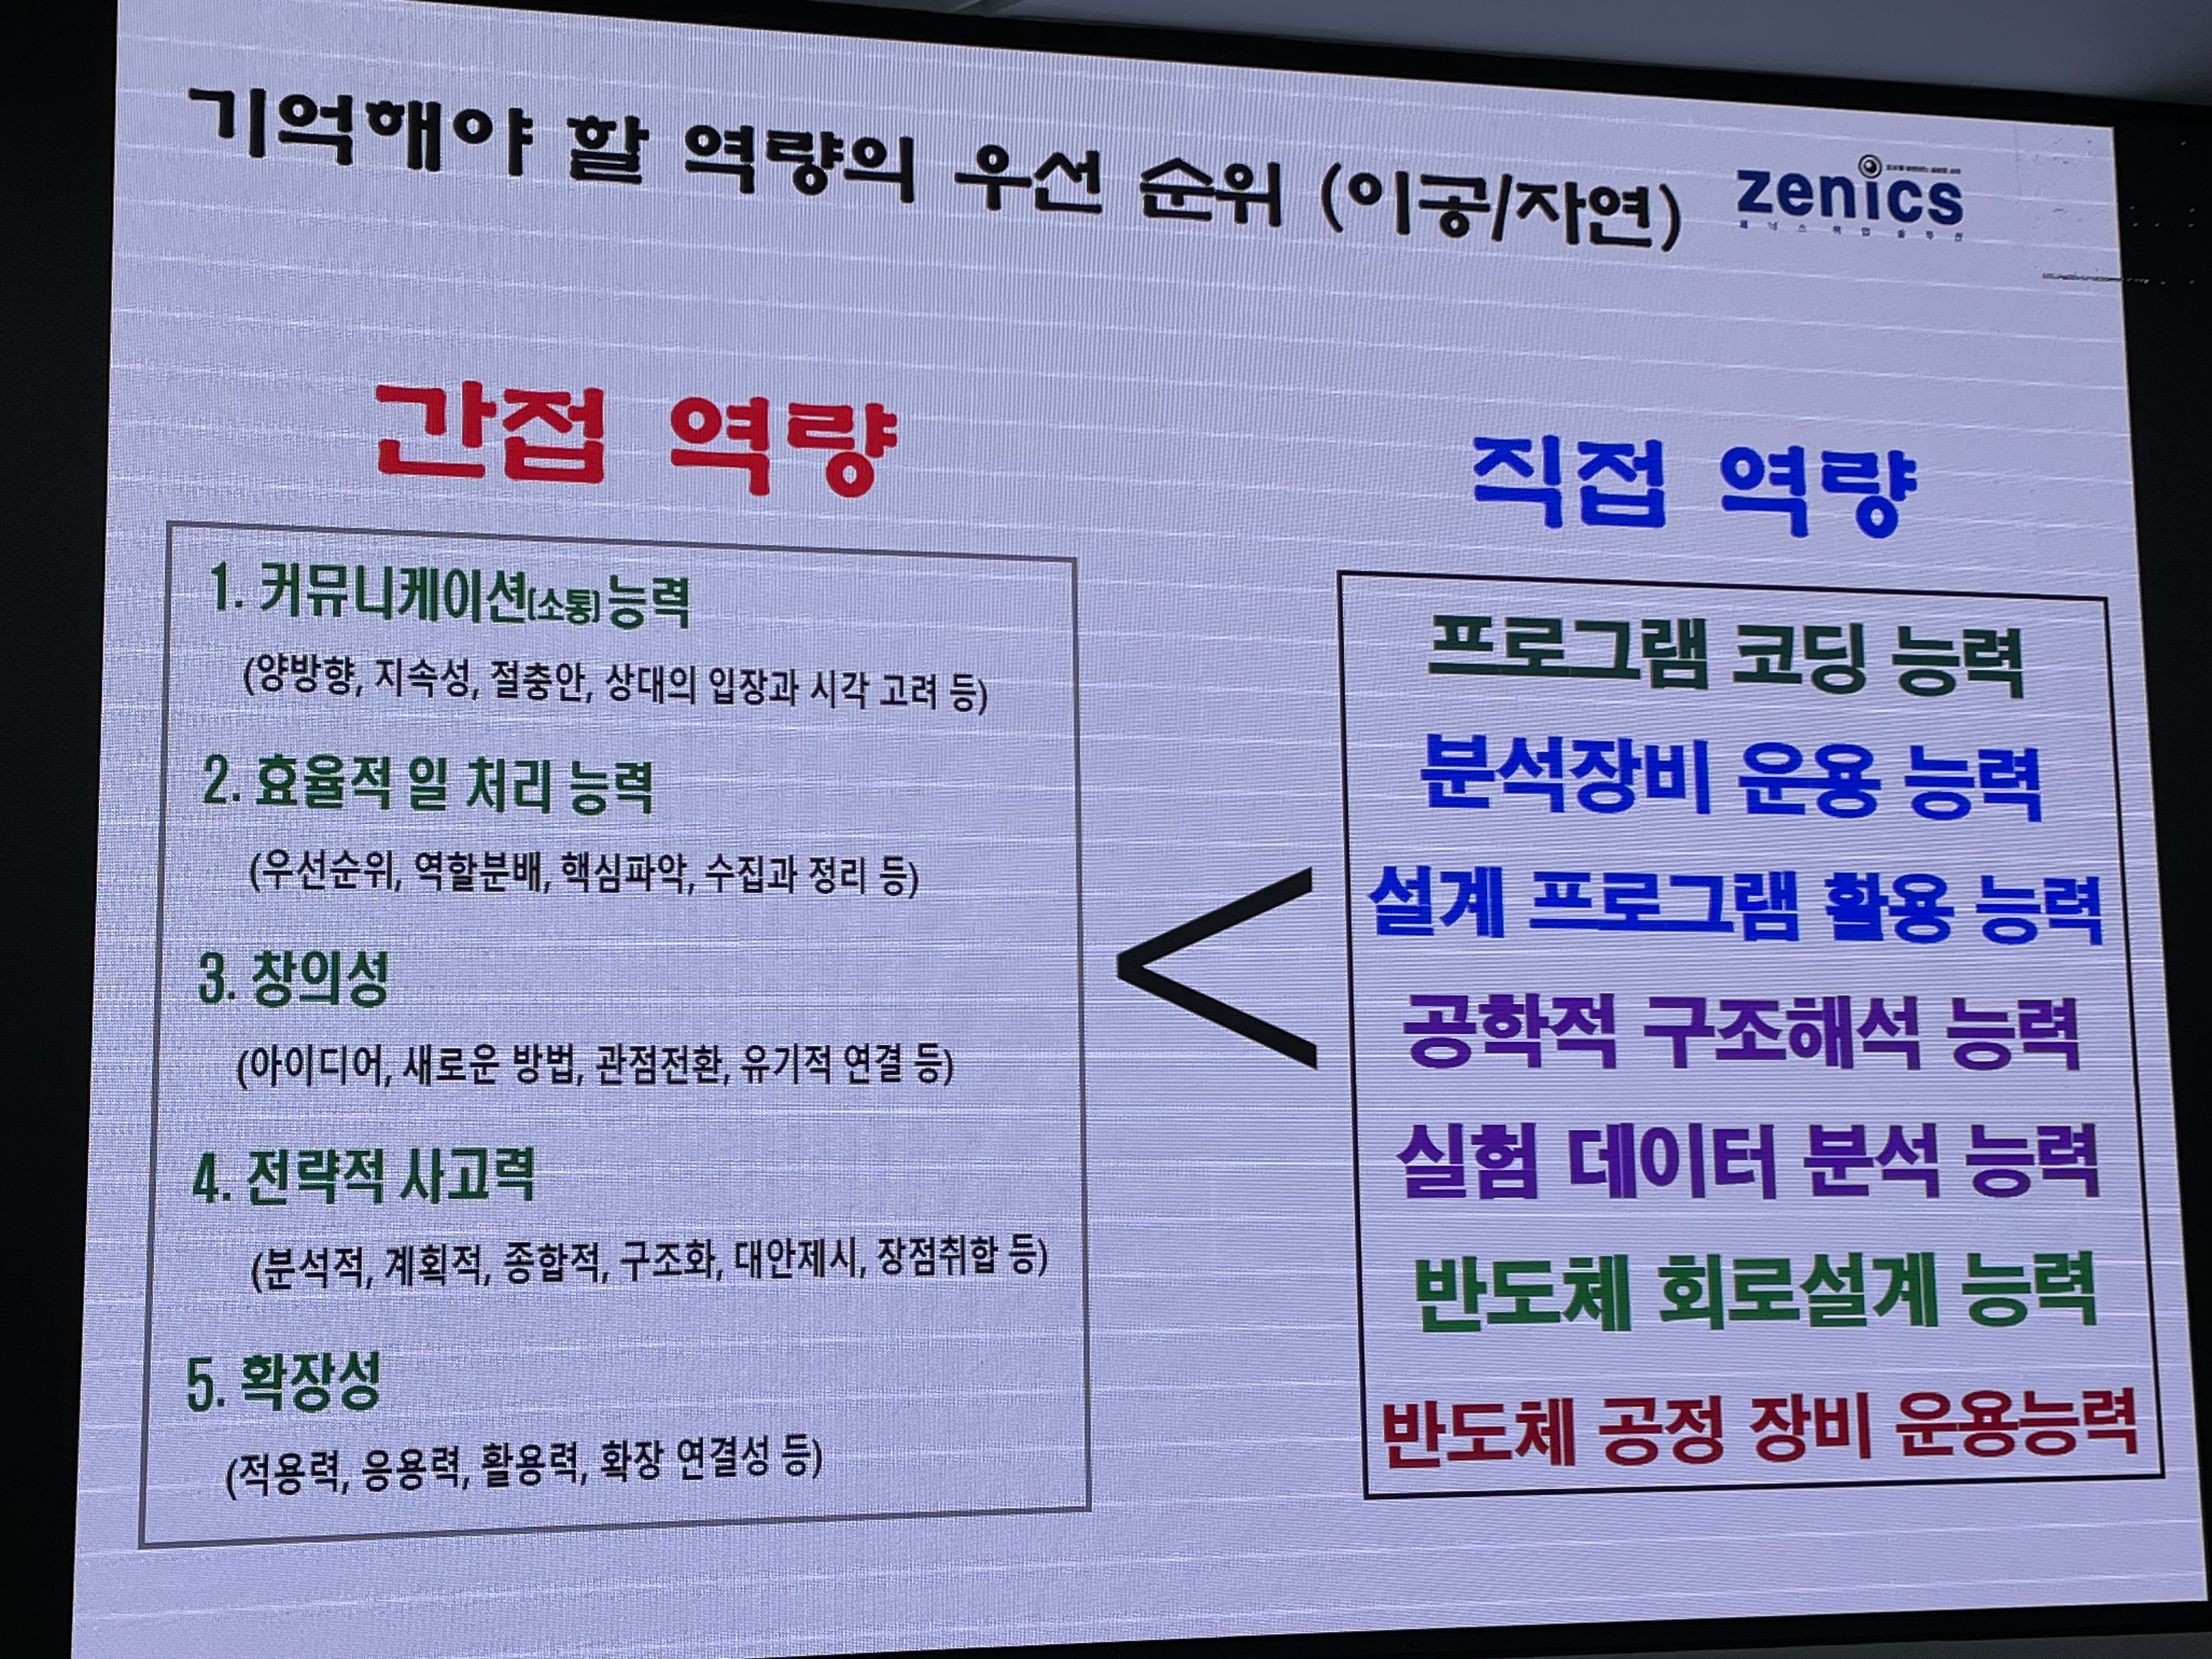 기억해야 할 역량의 우선 순위 (이공/자연)
zenics
간접 역량
1. 커뮤니케이션(소통)능력
(양방향, 지속성, 절충안, 상대의 입장과 시각 고려 등)
2. 효율적 일 처리 능력
(우선순위, 역할분배, 핵심파악, 수집과 정리 등)
3. 창의성
(아이디어, 새로운 방법, 관점전환, 유기적 연결 등)
4. 전략적 사고력
(분석적, 계획적, 종합적, 구조화, 대안제시, 장점취합 등)
5. 확장성
(적용력, 응용력, 활용력, 확장 연결성 등)
<
직접 역량
프로그램 코딩 능력
분석장비 운용 능력
설계 프로그램 활용 능력
공학적 구조해석 능력
실험 데이터 분석 능력
반도체 회로설계 능력
반도체 공정 장비 운용능력